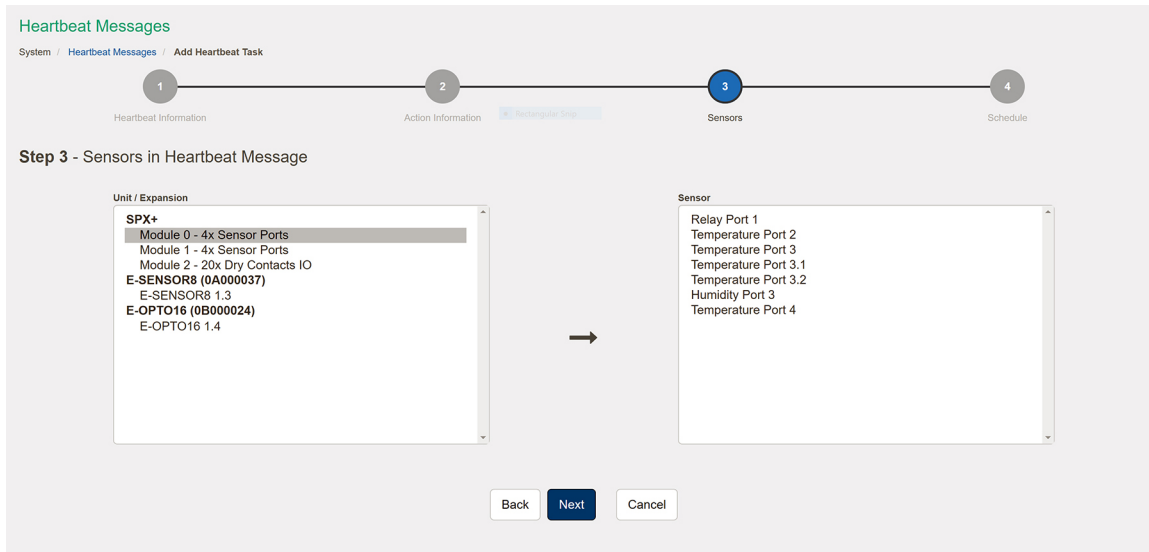 Heartbeat Messages
System / Heartbeat Messages / Add Heartbeat Task
1 2 3 4
Heartbeat Information Action Information Rectangular Snip Sensors Schedule
Step 3 - Sensors in Heartbeat Message
Unit / Expansion
SPX+
Module 0 - 4x Sensor Ports
Module 1 - 4x Sensor Ports
Module 2 - 20x Dry Contacts IO
E-SENSOR8 (0A000037)
E-SENSOR8 1.3
E-OPTO16 (0B000024)
E-OPTO16 1.4
Sensor
Relay Port 1
Temperature Port 2
Temperature Port 3
Temperature Port 3.1
Temperature Port 3.2
Humidity Port 3
Temperature Port 4
Back Next Cancel